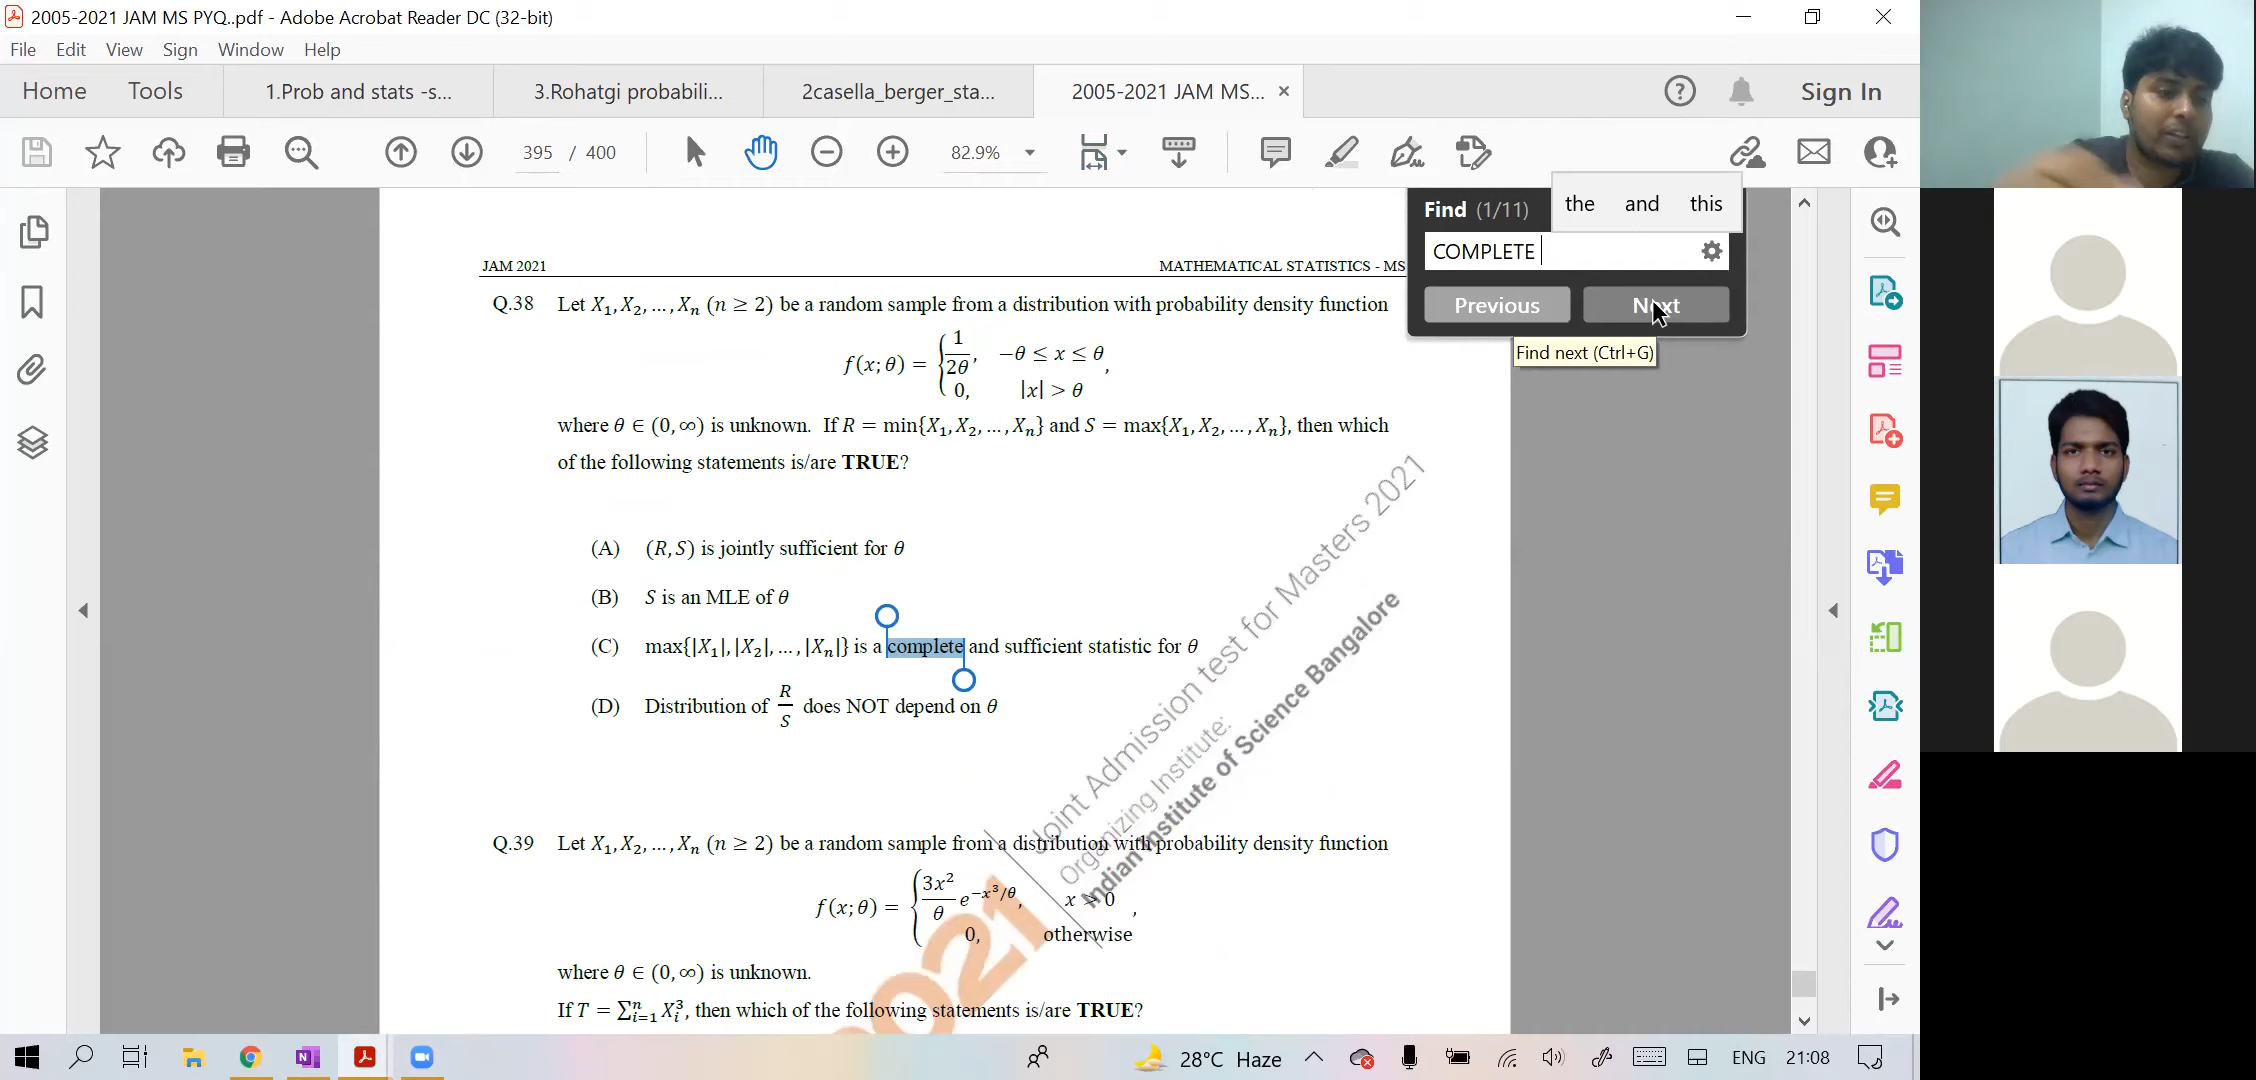 2005-2021 JAM MS PYQ..pdf - Adobe Acrobat Reader DC (32-bit)
File Edit View Sign Window Help
Home Tools 1.Prob and stats -s... 3.Rohatgi probabili... 2casella_berger_sta... 2005-2021 JAM MS... × Sign In
395 / 400 82.9%
the and this
Find (1/11)
COMPLETE
Previous Next
Find next (Ctrl+G)
JAM 2021 MATHEMATICAL STATISTICS - MS
Q.38 Let X₁, X₂, …, Xₙ (n ≥ 2) be a random sample from a distribution with probability density function
f(x; θ) = { 1/2θ, −θ ≤ x ≤ θ,
0, |x| > θ
where θ ∈ (0, ∞) is unknown. If R = min{X₁, X₂, …, Xₙ} and S = max{X₁, X₂, …, Xₙ}, then which
of the following statements is/are TRUE?
(A) (R, S) is jointly sufficient for θ
(B) S is an MLE of θ
(C) max{|X₁|, |X₂|, …, |Xₙ|} is a complete and sufficient statistic for θ
(D) Distribution of R/S does NOT depend on θ
Joint Admission test for Masters 2021
Organizing Institute:
Indian Institute of Science Bangalore
2021
Q.39 Let X₁, X₂, …, Xₙ (n ≥ 2) be a random sample from a distribution with probability density function
f(x; θ) = { 3x²/θ e^(−x³/θ), x > 0 ,
0, otherwise
where θ ∈ (0, ∞) is unknown.
If T = ∑ⁿᵢ₌₁ Xᵢ³, then which of the following statements is/are TRUE?
28°C Haze ENG 21:08